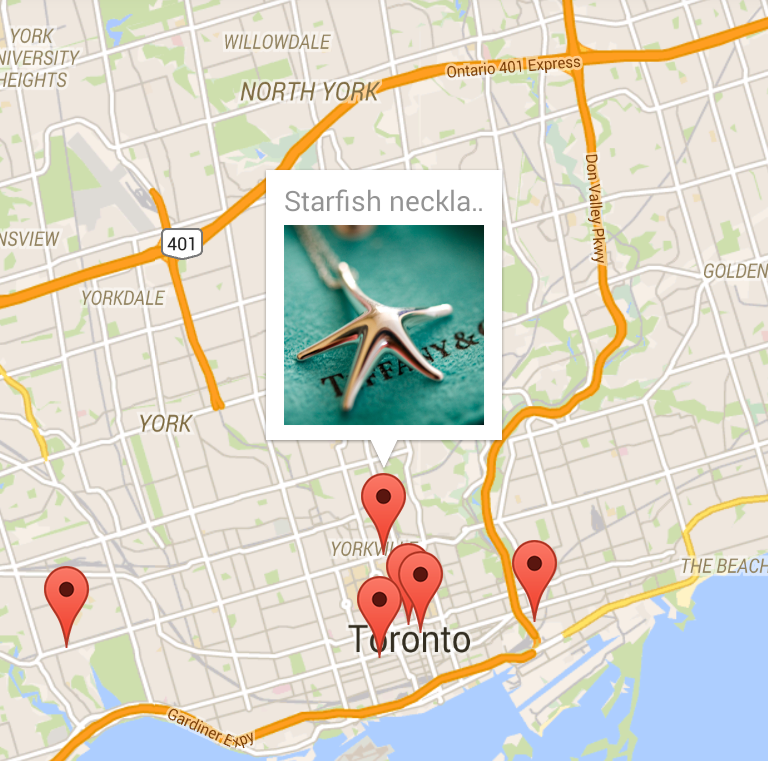 YORK
NIVERSITY
HEIGHTS
WILLOWDALE
NORTH YORK
Ontario 401 Express
Don Valley Pkwy
Starfish neckla..
NSVIEW
401
GOLDEN
YORKDALE
TIFFANY & C
YORK
YORKVILLE
THE BEACH
Toronto
Gardiner Expy